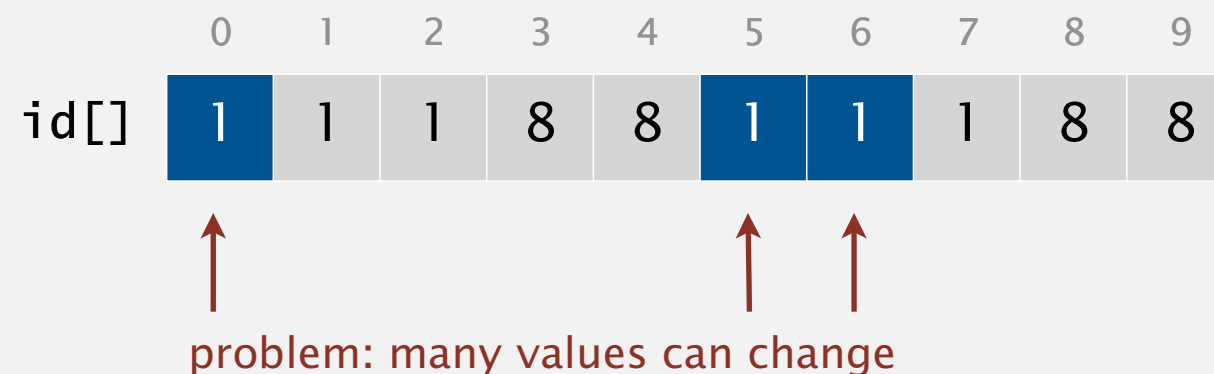 0 1 2 3 4 5 6 7 8 9
id[] 1 1 1 8 8 1 1 1 8 8
problem: many values can change